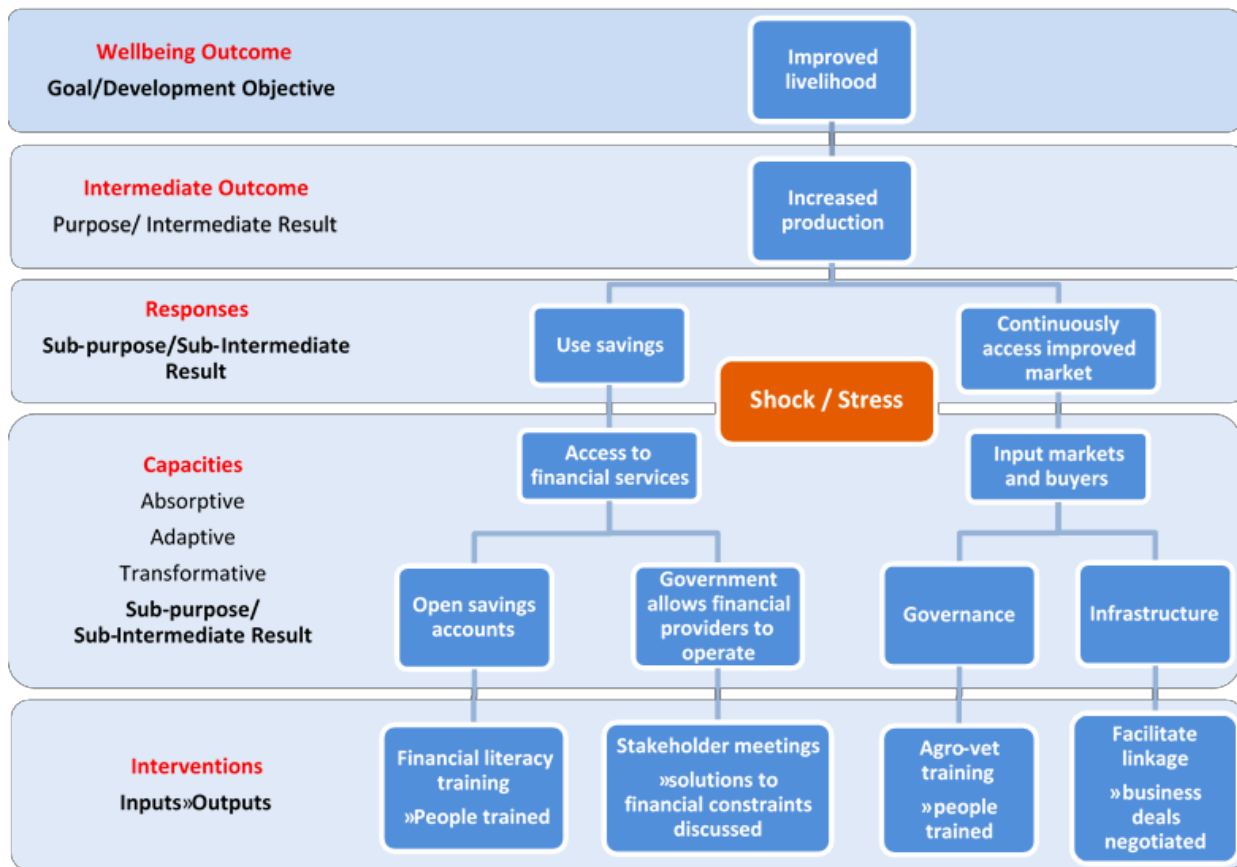 Wellbeing Outcome
Goal/Development Objective
Improved
livelihood
Intermediate Outcome
Purpose/ Intermediate Result
Increased
production
Responses
Sub-purpose/Sub-Intermediate
Result
Use savings
Continuously
access improved
market
Shock / Stress
Capacities
Absorptive
Adaptive
Transformative
Sub-purpose/
Sub-Intermediate Result
Access to
financial services
Input markets
and buyers
Open savings
accounts
Government
allows financial
providers to
operate
Governance
Infrastructure
Interventions
Inputs»Outputs
Financial literacy
training
»People trained
Stakeholder meetings
»solutions to
financial constraints
discussed
Agro-vet
training
»people
trained
Facilitate
linkage
»business
deals
negotiated